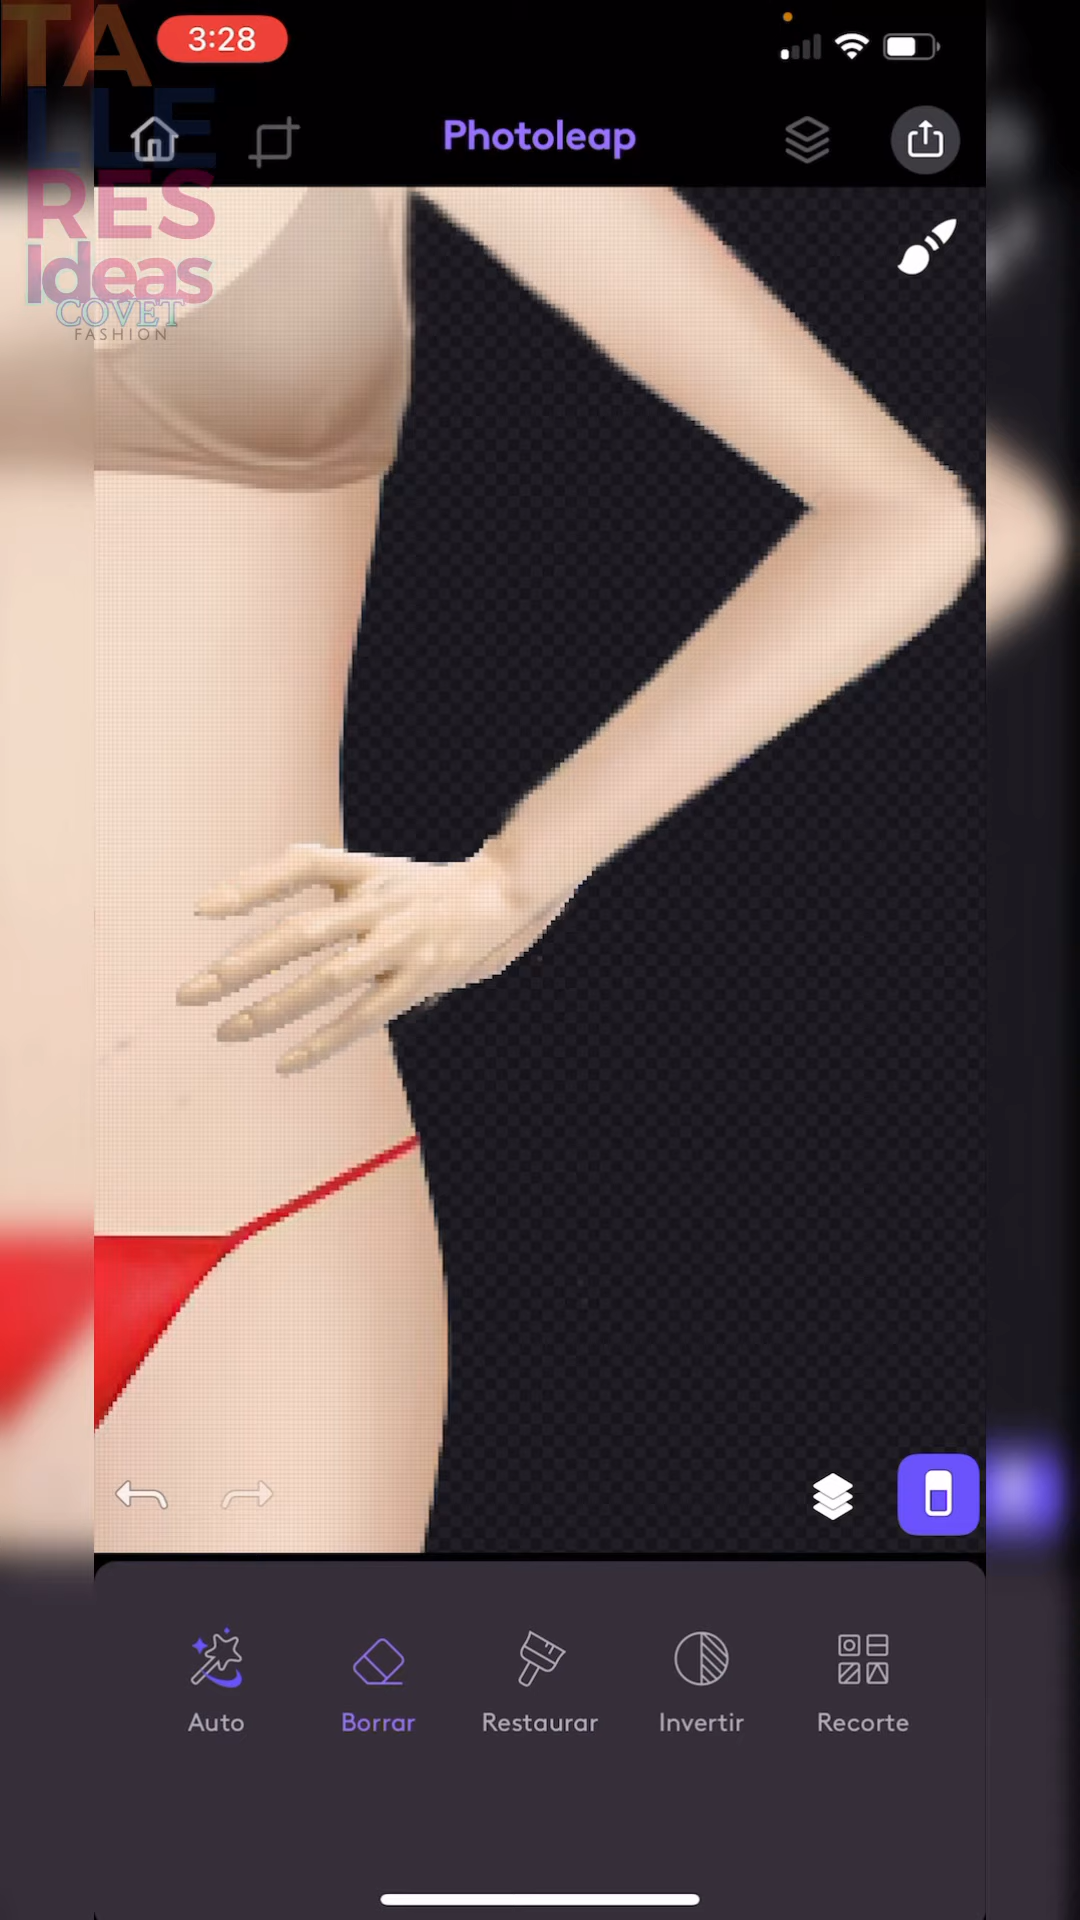 TA
LLE
RES
Ideas
COVET
FASHION
3:28
Photoleap
Auto
Borrar
Restaurar
Invertir
Recorte